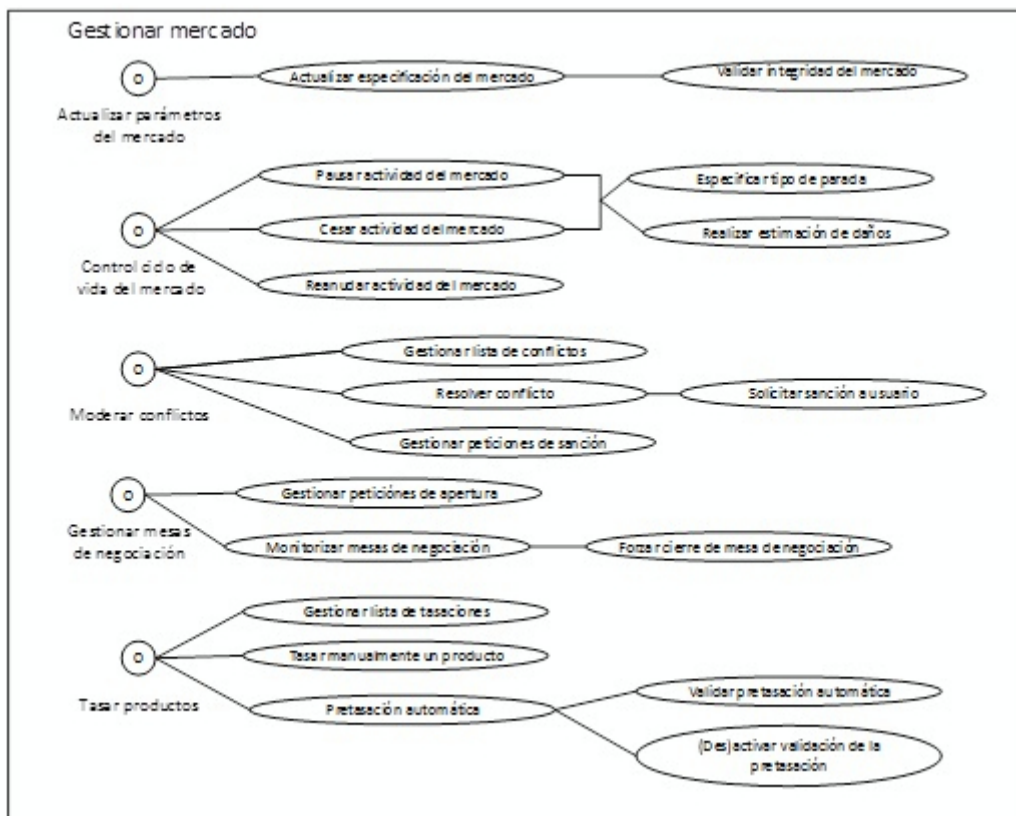 Gestionar mercado
O
Actualizar especificación del mercado
Validar integridad del mercado
Actualizar parámetros
del mercado
Pausar actividad del mercado
Especificar tipo de parada
O
Cesar actividad del mercado
Realizar estimación de daños
Control ciclo de
vida del mercado
Reanudar actividad del mercado
Gestionar lista de conflictos
O
Resolver conflicto
Solicitar sanción a usuario
Moderar conflictos
Gestionar peticiones de sanción
O
Gestionar peticiónes de apertura
Gestionar mesas
de negociación
Monitorizar mesas de negociación
Forzar cierre de mesa de negociación
Gestionar lista de tasaciones
O
Tasar manualmente un producto
Tasar productos
Pretasación automática
Validar pretasación automática
(Des)activar validación de la
pretasación